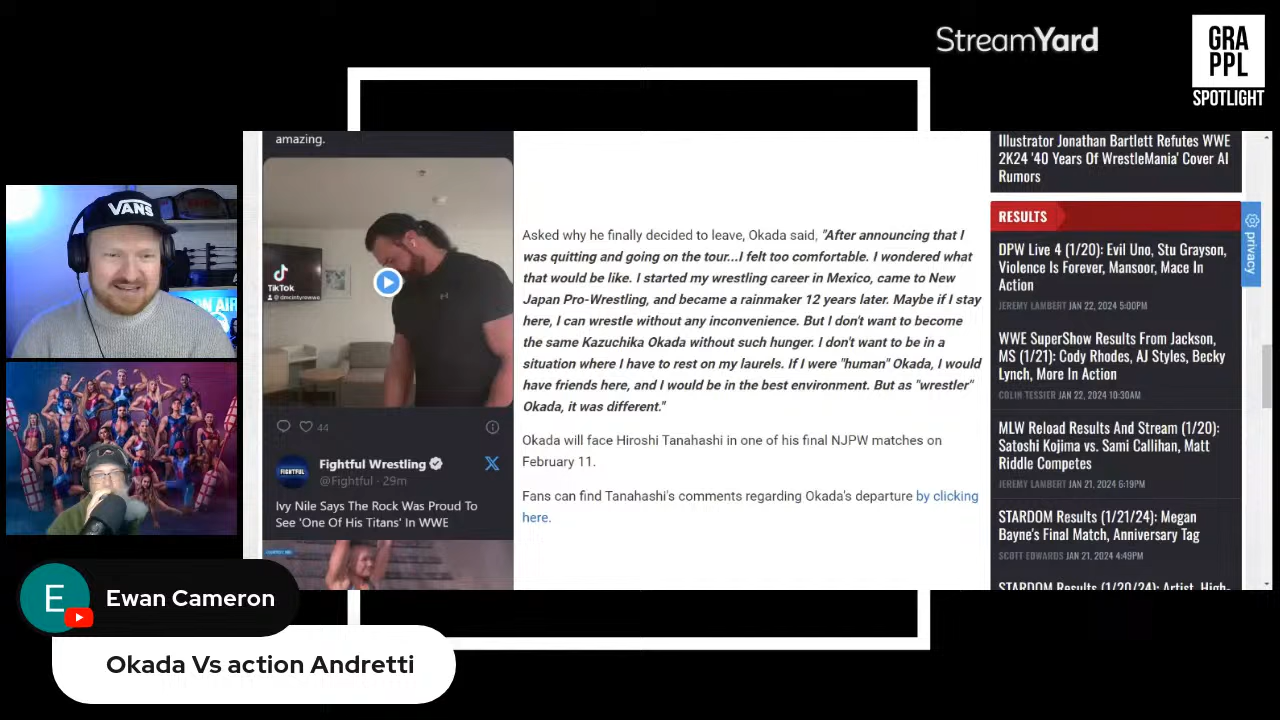 StreamYard
GRA
PPL
SPOTLIGHT
VANS
amazing.
TikTok
44
Fightful Wrestling
@Fightful · 29m
FIGHTFUL
Ivy Nile Says The Rock Was Proud To
See 'One Of His Titans' In WWE
Asked why he finally decided to leave, Okada said, "After announcing that I
was quitting and going on the tour...I felt too comfortable. I wondered what
that would be like. I started my wrestling career in Mexico, came to New
Japan Pro-Wrestling, and became a rainmaker 12 years later. Maybe if I stay
here, I can wrestle without any inconvenience. But I don't want to become
the same Kazuchika Okada without such hunger. I don't want to be in a
situation where I have to rest on my laurels. If I were "human" Okada, I would
have friends here, and I would be in the best environment. But as "wrestler"
Okada, it was different."
Okada will face Hiroshi Tanahashi in one of his final NJPW matches on
February 11.
Fans can find Tanahashi's comments regarding Okada's departure by clicking
here.
Illustrator Jonathan Bartlett Refutes WWE
2K24 '40 Years Of WrestleMania' Cover AI
Rumors
RESULTS
DPW Live 4 (1/20): Evil Uno, Stu Grayson,
Violence Is Forever, Mansoor, Mace In
Action
JEREMY LAMBERT JAN 22, 2024 5:00PM
WWE SuperShow Results From Jackson,
MS (1/21): Cody Rhodes, AJ Styles, Becky
Lynch, More In Action
COLIN TESSIER JAN 22, 2024 10:30AM
MLW Reload Results And Stream (1/20):
Satoshi Kojima vs. Sami Callihan, Matt
Riddle Competes
JEREMY LAMBERT JAN 21, 2024 6:19PM
STARDOM Results (1/21/24): Megan
Bayne's Final Match, Anniversary Tag
SCOTT EDWARDS JAN 21, 2024 4:49PM
STARDOM Results (1/20/24): Artist, High-
privacy
E
Ewan Cameron
Okada Vs action Andretti